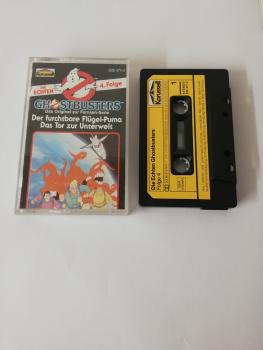 DIE
ECHTEN
4. Folge
GHOSTBUSTERS
Das Original zur Fernseh-Serie
Der furchtbare Flügel-Puma
Das Tor zur Unterwelt
Karussell
1
Die Echten Ghostbusters
Folge 4